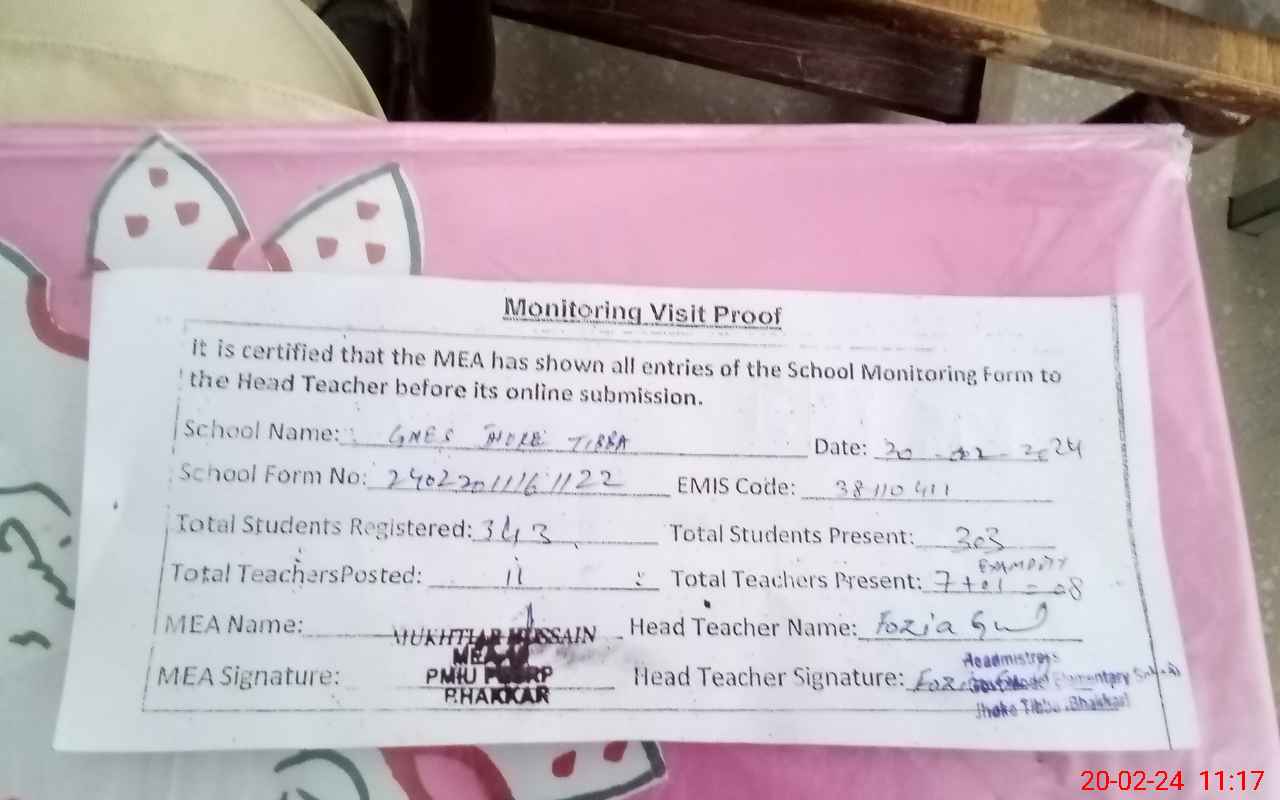 Monitoring Visit Proof
It is certified that the MEA has shown all entries of the School Monitoring Form to
the Head Teacher before its online submission.
School Name: GMES JHOKE TIBBA Date: 20-02-2024
School Form No: 24022011161122 EMIS Code: 38110411
Total Students Registered: 343 Total Students Present: 303
Total TeachersPosted: 11 Total Teachers Present: 7+01=08
MEA Name: MUKHTIAR HUSSAIN Head Teacher Name: Fozia
MEA Signature: PMIU Head Teacher Signature: Fozia
BHAKKAR
Headmistress
Elementary School
Jhoke Tibba Bhakkar
20-02-24 11:17